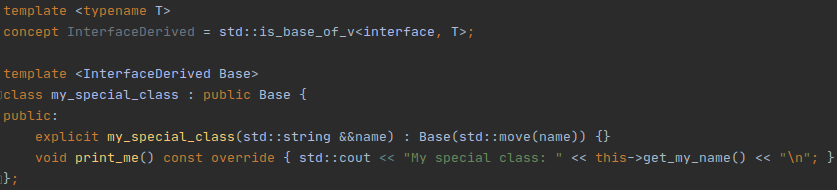 template <typename T>
concept InterfaceDerived = std::is_base_of_v<interface, T>;
template <InterfaceDerived Base>
class my_special_class : public Base {
public:
explicit my_special_class(std::string &&name) : Base(std::move(name)) {}
void print_me() const override { std::cout << "My special class: " << this->get_my_name() << "\n"; }
};